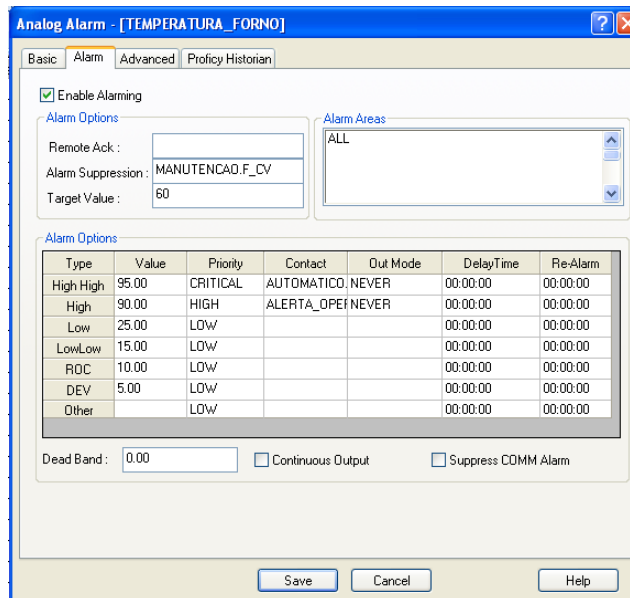 Analog Alarm - [TEMPERATURA_FORNO]
Basic Alarm Advanced Proficy Historian
Enable Alarming
Alarm Options
Remote Ack :
Alarm Suppression : MANUTENCAO.F_CV
Target Value : 60
Alarm Areas
ALL
Alarm Options
Type Value Priority Contact Out Mode DelayTime Re-Alarm
High High 95.00 CRITICAL AUTOMATICO. NEVER 00:00:00 00:00:00
High 90.00 HIGH ALERTA_OPER NEVER 00:00:00 00:00:00
Low 25.00 LOW 00:00:00 00:00:00
LowLow 15.00 LOW 00:00:00 00:00:00
ROC 10.00 LOW 00:00:00 00:00:00
DEV 5.00 LOW 00:00:00 00:00:00
Other LOW 00:00:00 00:00:00
Dead Band : 0.00 Continuous Output Suppress COMM Alarm
Save Cancel Help